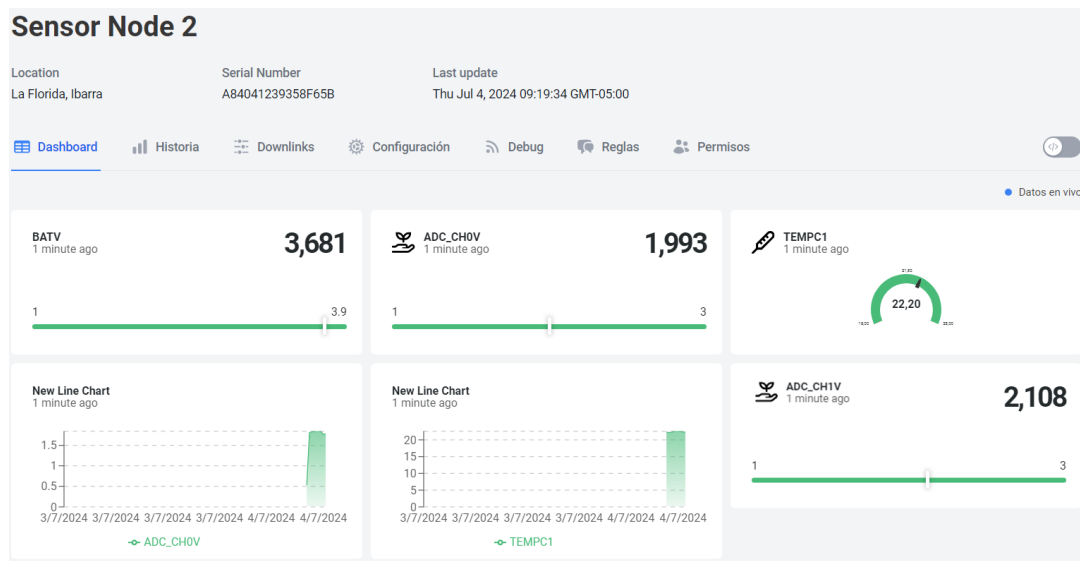 Sensor Node 2
Location
La Florida, Ibarra
Serial Number
A84041239358F65B
Last update
Thu Jul 4, 2024 09:19:34 GMT-05:00
Dashboard
Historia
Downlinks
Configuración
Debug
Reglas
Permisos
Datos en vivo
BATV
1 minute ago
3,681
1
3.9
ADC_CH0V
1 minute ago
1,993
1
3
TEMPC1
1 minute ago
22,20
New Line Chart
1 minute ago
1.5
1
0.5
0
3/7/2024 3/7/2024 3/7/2024 3/7/2024 4/7/2024 4/7/2024
ADC_CH0V
New Line Chart
1 minute ago
20
15
10
5
0
3/7/2024 3/7/2024 3/7/2024 3/7/2024 4/7/2024 4/7/2024
TEMPC1
ADC_CH1V
1 minute ago
2,108
1
3